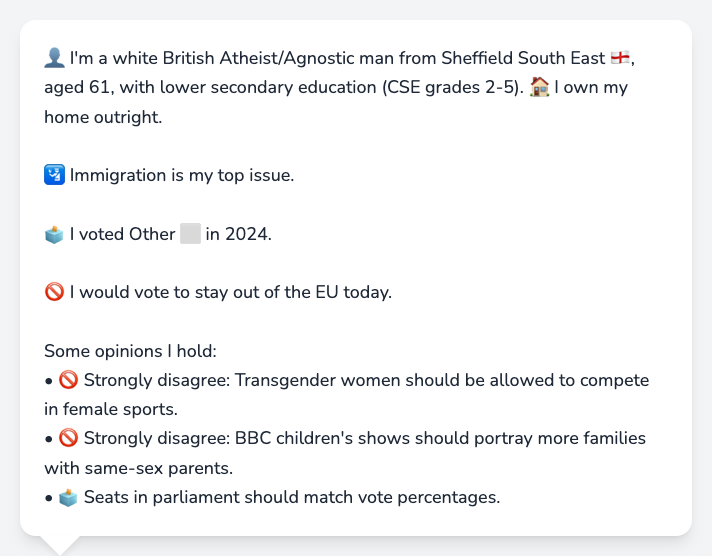 👤 I'm a white British Atheist/Agnostic man from Sheffield South East 🏴󠁧󠁢󠁥󠁮󠁧󠁿,
aged 61, with lower secondary education (CSE grades 2-5). 🏠 I own my
home outright.
🛂 Immigration is my top issue.
🗳️ I voted Other ⬜ in 2024.
🚫 I would vote to stay out of the EU today.
Some opinions I hold:
• 🚫 Strongly disagree: Transgender women should be allowed to compete
in female sports.
• 🚫 Strongly disagree: BBC children's shows should portray more families
with same-sex parents.
• 🗳️ Seats in parliament should match vote percentages.